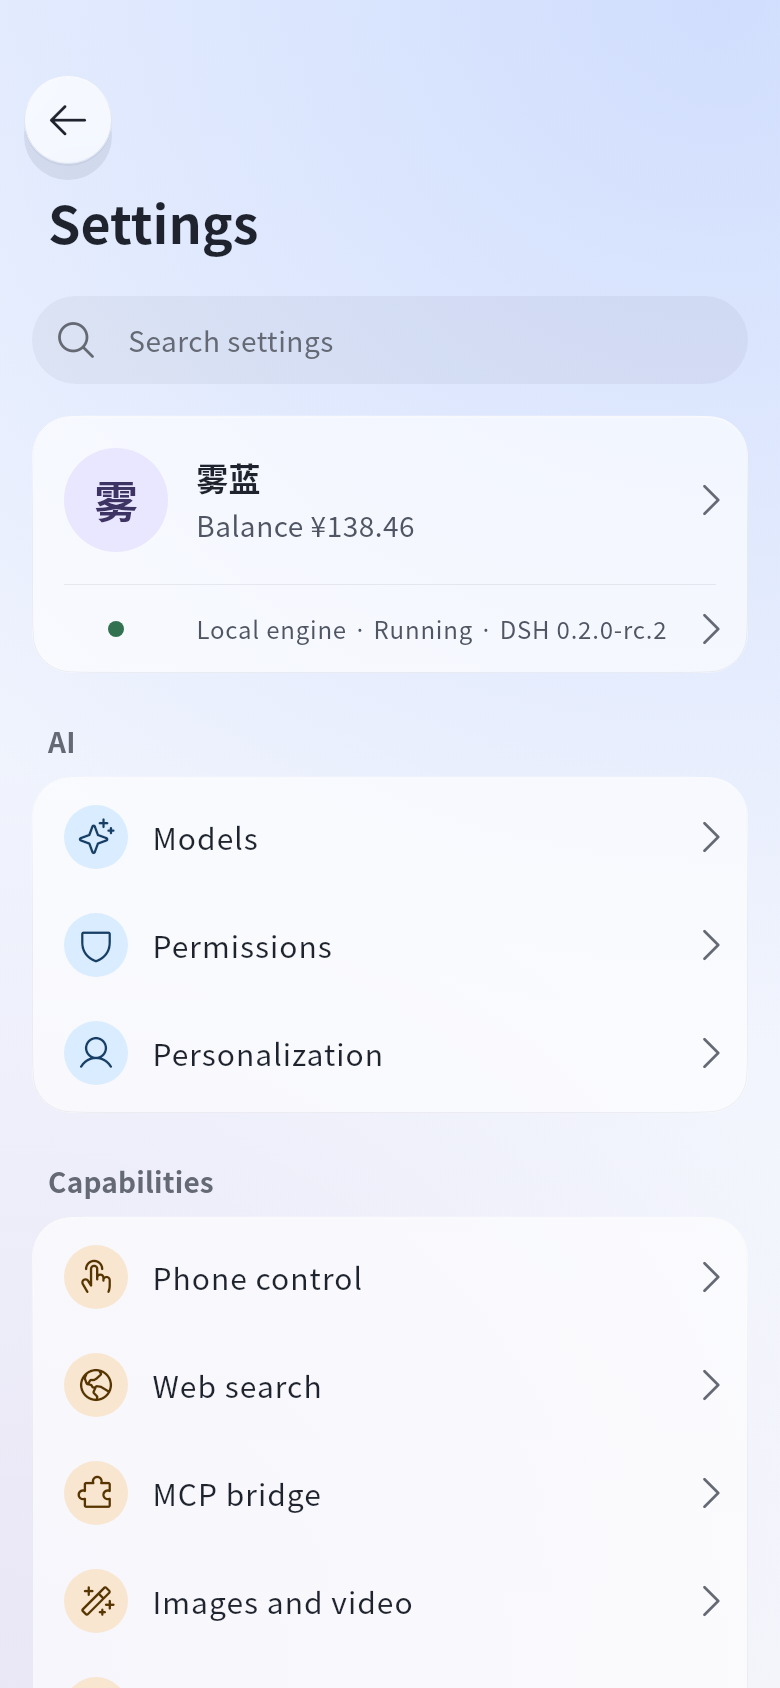 Settings
Search settings
雾
雾蓝
Balance ¥138.46
Local engine · Running · DSH 0.2.0-rc.2
AI
Models
Permissions
Personalization
Capabilities
Phone control
Web search
MCP bridge
Images and video